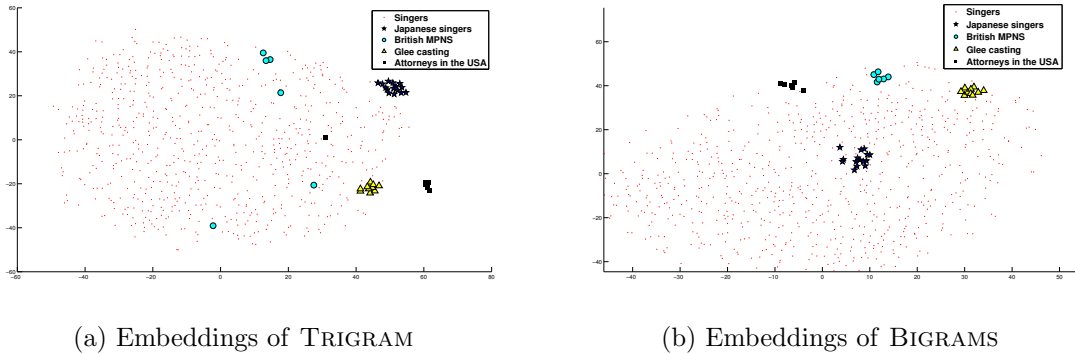 60
40
20
0
−20
−40
−60
−60
−40
−20
0
20
40
60
80
Singers
Japanese singers
British MPNS
Glee casting
Attorneys in the USA
(a) Embeddings of TRIGRAM
60
40
20
0
−20
−40
−40
−30
−20
−10
0
10
20
30
40
50
Singers
Japanese singers
British MPNS
Glee casting
Attorneys in the USA
(b) Embeddings of BIGRAMS